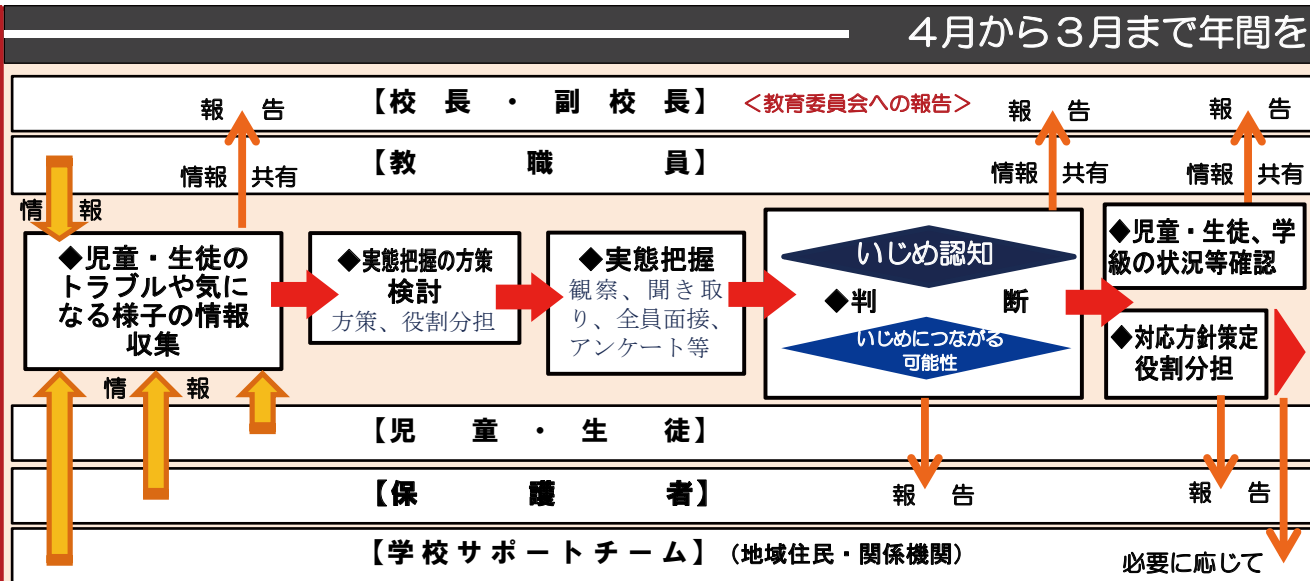 ４月から３月まで年間を
【校長・副校長】 ＜教育委員会への報告＞
報告
報告
報告
【教職員】
情報共有
情報共有
情報共有
情報
◆児童・生徒の
トラブルや気に
なる様子の情報
収集
◆実態把握の方策
検討
方策、役割分担
◆実態把握
観察、聞き取
り、全員面接、
アンケート等
いじめ認知
◆判断
いじめにつながる
可能性
◆児童・生徒、学
級の状況等確認
◆対応方針策定
役割分担
情報
【児童・生徒】
【保護者】
報告
報告
【学校サポートチーム】（地域住民・関係機関）
必要に応じて